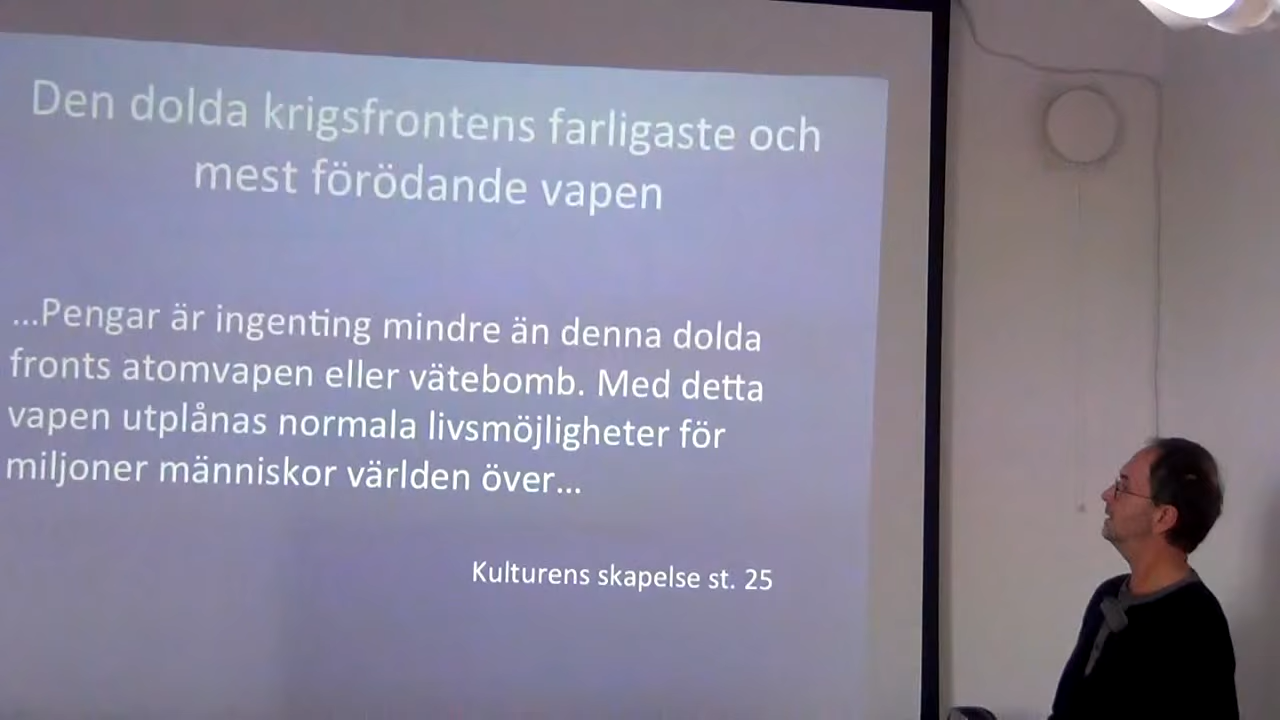 Den dolda krigsfrontens farligaste och
mest förödande vapen
...Pengar är ingenting mindre än denna dolda
fronts atomvapen eller vätebomb. Med detta
vapen utplånas normala livsmöjligheter för
miljoner människor världen över...
Kulturens skapelse st. 25